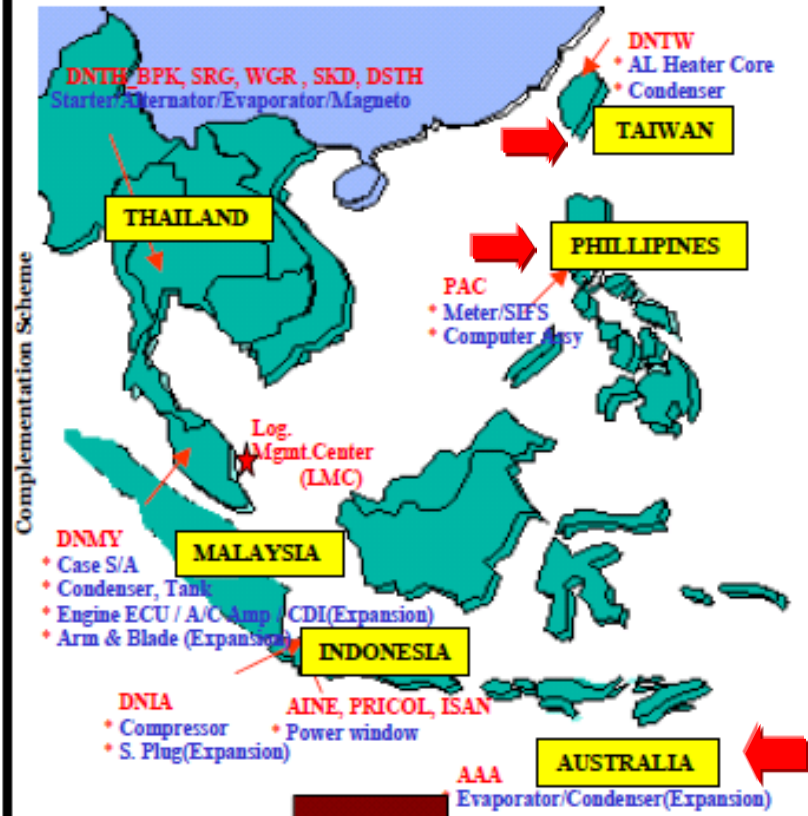 Complementation Scheme
DNTW
* AL Heater Core
* Condenser
TAIWAN
DNTH_BPK, SRG, WGR , SKD, DSTH
Starter/Alternator/Evaporator/Magneto
THAILAND
PHILLIPINES
PAC
* Meter/SIFS
* Computer Assy
Log.
Mgmt.Center
(LMC)
DNMY
* Case S/A
* Condenser, Tank
* Engine ECU / A/C Amp / CDI(Expansion)
* Arm & Blade (Expansion)
MALAYSIA
INDONESIA
DNIA
* Compressor
* S. Plug(Expansion)
AINE, PRICOL, ISAN
* Power window
AUSTRALIA
AAA
* Evaporator/Condenser(Expansion)